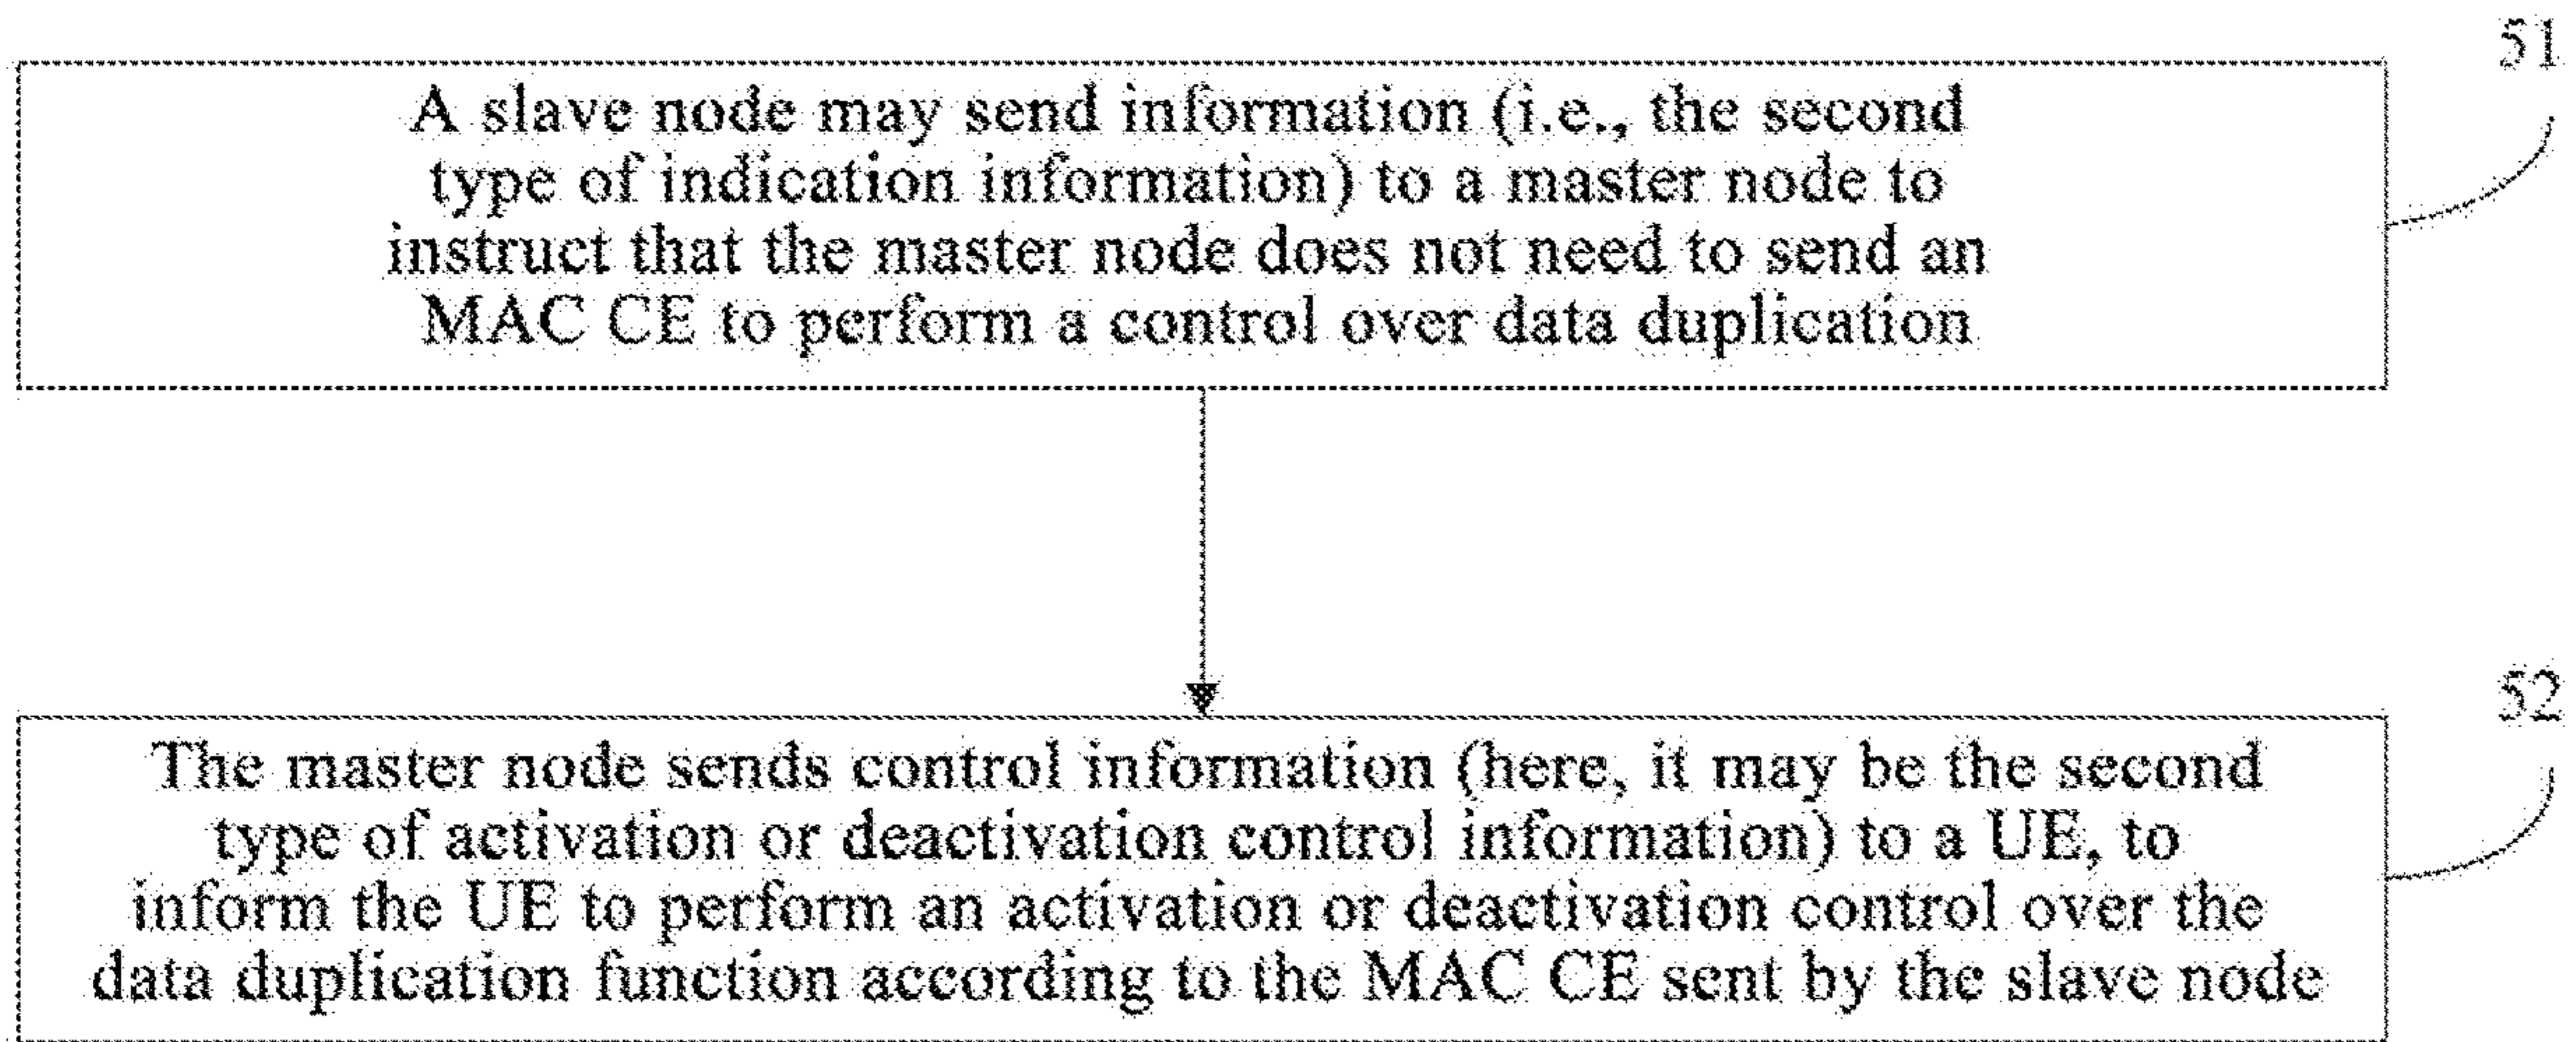 51
A slave node may send information (i.e., the second
type of indication information) to a master node to
instruct that the master node does not need to send an
MAC CE to perform a control over data duplication
52
The master node sends control information (here, it may be the second
type of activation or deactivation control information) to a UE, to
inform the UE to perform an activation or deactivation control over the
data duplication function according to the MAC CE sent by the slave node